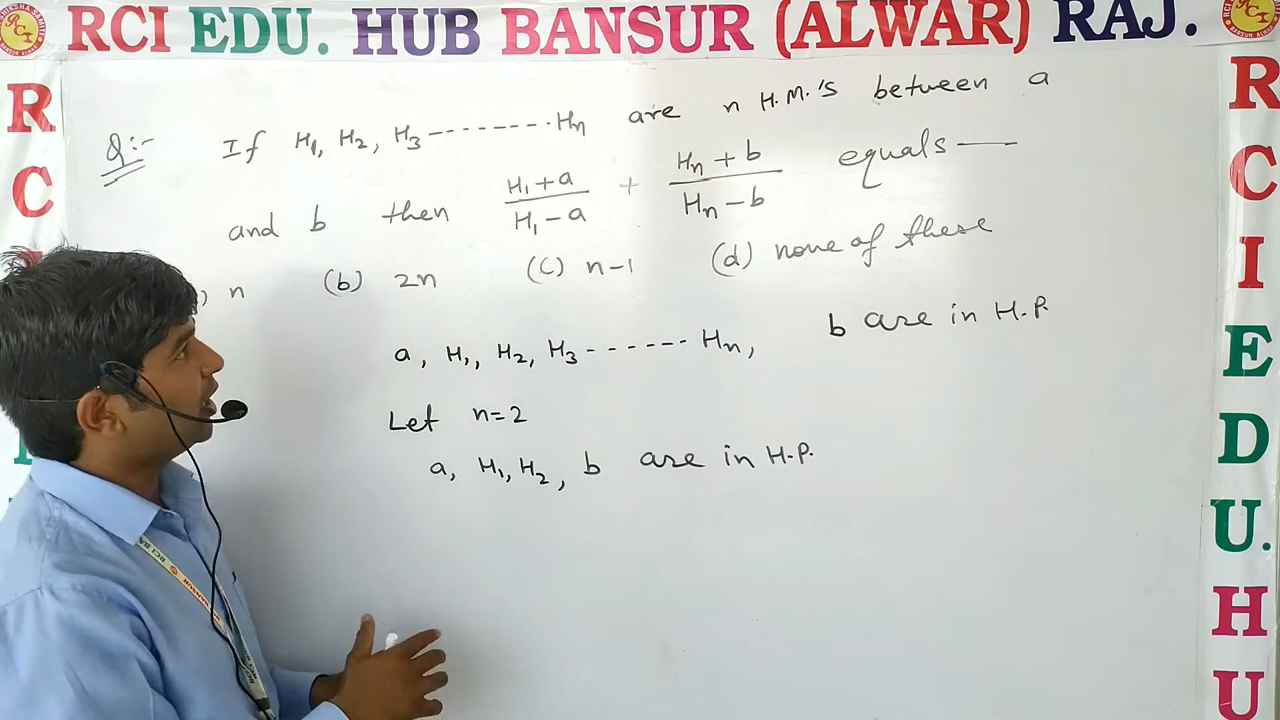 RCI EDU. HUB BANSUR (ALWAR) RAJ.
Q:- If H₁, H₂, H₃ -------- Hn are n H.M.'s between a
and b then (H₁+a)/(H₁-a) + (Hn+b)/(Hn-b) equals ——
) n (b) 2n (c) n-1 (d) none of these
a, H₁, H₂, H₃ ------ Hn, b are in H.P.
Let n=2
a, H₁, H₂, b are in H.P.
R
C
R
C
I
E
D
U.
H
U